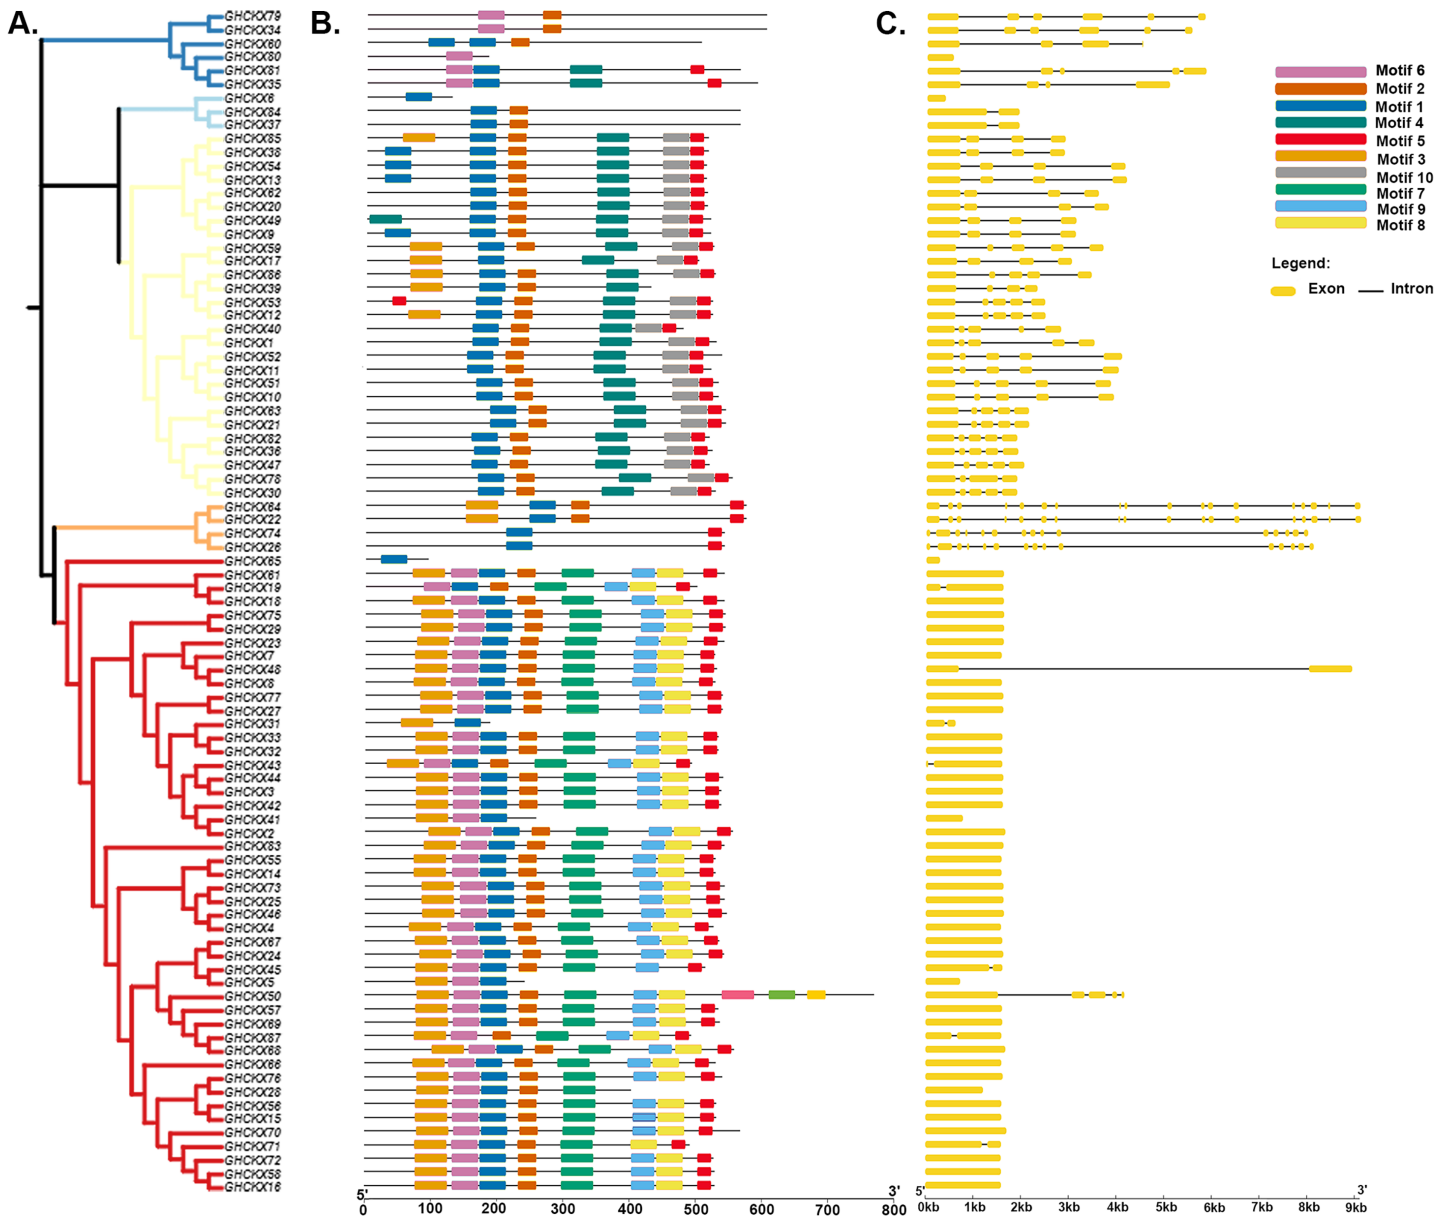 A.
B.
C.
GHCKX79
GHCKX34
GHCKX60
GHCKX80
GHCKX81
GHCKX35
GHCKX6
GHCKX84
GHCKX37
GHCKX85
GHCKX38
GHCKX54
GHCKX13
GHCKX62
GHCKX20
GHCKX49
GHCKX9
GHCKX59
GHCKX17
GHCKX86
GHCKX39
GHCKX53
GHCKX12
GHCKX40
GHCKX1
GHCKX52
GHCKX11
GHCKX51
GHCKX10
GHCKX63
GHCKX21
GHCKX82
GHCKX36
GHCKX47
GHCKX78
GHCKX30
GHCKX64
GHCKX22
GHCKX74
GHCKX26
GHCKX65
GHCKX61
GHCKX19
GHCKX18
GHCKX75
GHCKX29
GHCKX23
GHCKX7
GHCKX48
GHCKX8
GHCKX77
GHCKX27
GHCKX31
GHCKX33
GHCKX32
GHCKX43
GHCKX44
GHCKX3
GHCKX42
GHCKX41
GHCKX2
GHCKX83
GHCKX55
GHCKX14
GHCKX73
GHCKX25
GHCKX46
GHCKX4
GHCKX67
GHCKX24
GHCKX45
GHCKX5
GHCKX50
GHCKX57
GHCKX69
GHCKX87
GHCKX68
GHCKX66
GHCKX76
GHCKX28
GHCKX56
GHCKX15
GHCKX70
GHCKX71
GHCKX72
GHCKX58
GHCKX16
5' 3'
0 100 200 300 400 500 600 700 800
5' 3'
0kb 1kb 2kb 3kb 4kb 5kb 6kb 7kb 8kb 9kb
Motif 6
Motif 2
Motif 1
Motif 4
Motif 5
Motif 3
Motif 10
Motif 7
Motif 9
Motif 8
Legend:
Exon Intron